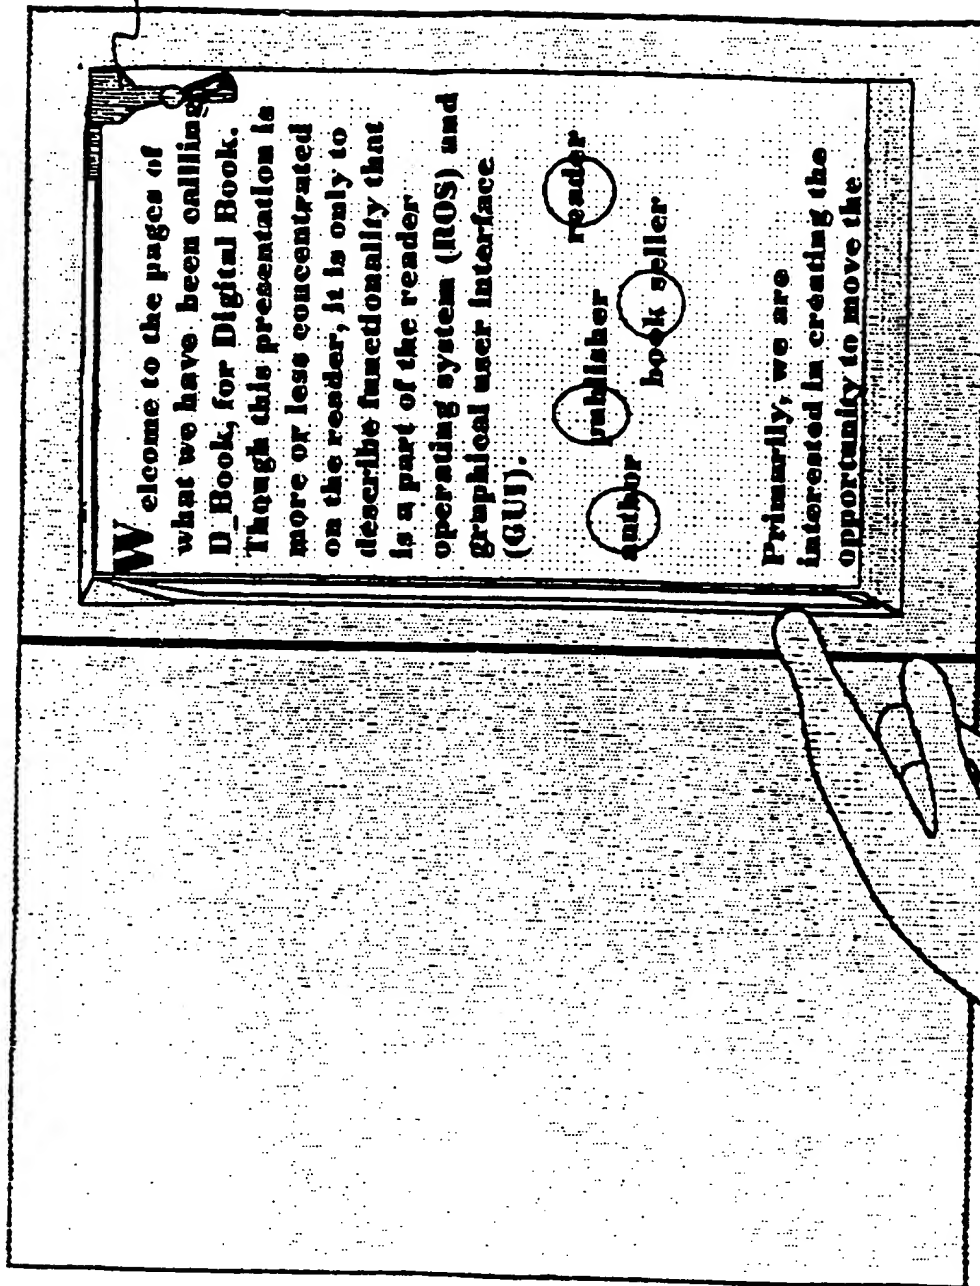 Welcome to the pages of
what we have been callling
D_Book, for Digital Book.
Though this presentation is
more or less concentrated
on the reader, it is only to
describe functionality that
is a part of the reader
operating system (ROS) and
graphical user interface
(GUI).
author publisher book seller reader
Primarily, we are
interested in creating the
opportunity to move the